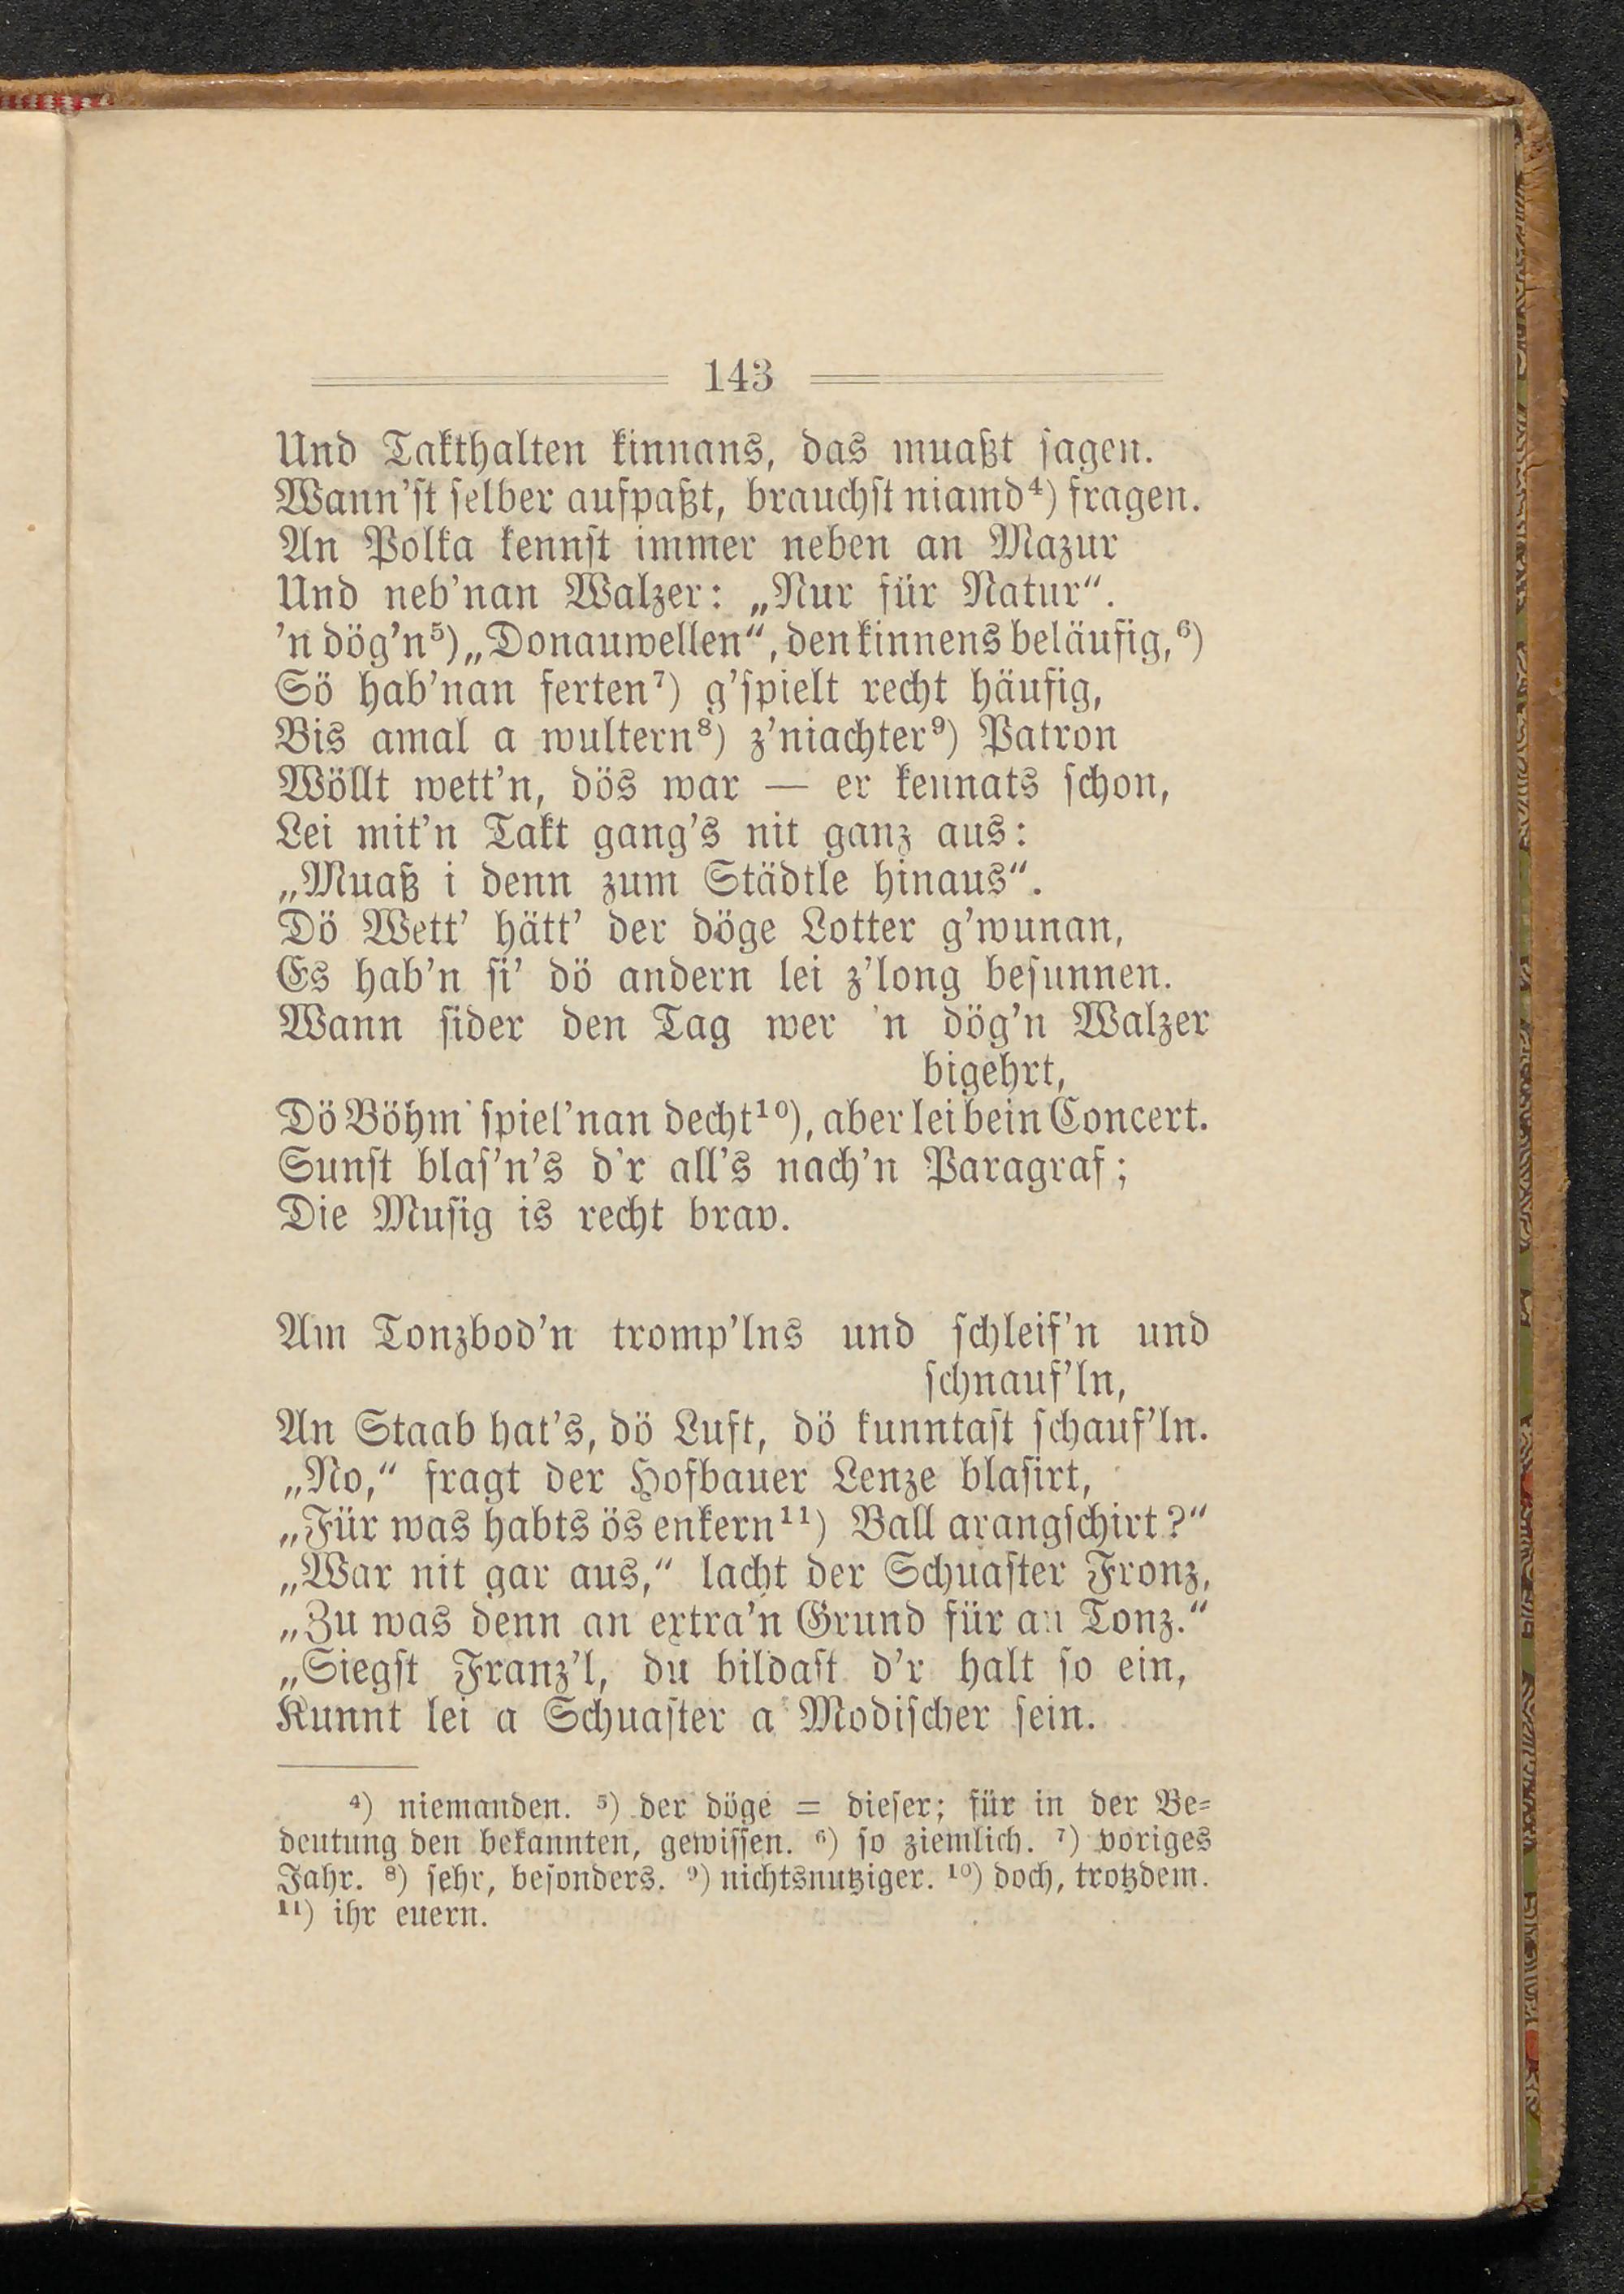 143
Und Takthalten kinnans, das muaßt sagen.
Wann'st selber aufpaßt, brauchst niamd⁴) fragen.
An Polka kennst immer neben an Mazur
Und neb'nan Walzer: „Nur für Natur“.
'n dög'n⁵) „Donauwellen“, den kinnens beläufig,⁶)
Sö hab'nan ferten⁷) g'spielt recht häufig,
Bis amal a wultern⁸) z'niachter⁹) Patron
Wöllt wett'n, dös war — er kennats schon,
Lei mit'n Takt gang's nit ganz aus:
„Muaß i denn zum Städtle hinaus“.
Dö Wett' hätt' der döge Lotter g'wunan,
Es hab'n si' dö andern lei z'long besunnen.
Wann sider den Tag wer 'n dög'n Walzer
bigehrt,
Dö Böhm' spiel'nan decht¹⁰), aber lei bein Concert.
Sunst blas'n's d'r all's nach'n Paragraf;
Die Musig is recht brav.
Am Tonzbod'n tromp'lns und schleif'n und
schnauf'ln,
An Staab hat's, dö Luft, dö kunntast schauf'ln.
„No,“ fragt der Hofbauer Lenze blasirt,
„Für was habts ös enkern¹¹) Ball arangschirt?“
„War nit gar aus,“ lacht der Schuaster Fronz,
„Zu was denn an extra'n Grund für an Tonz.“
„Siegst Franz'l, du bildast d'r halt so ein,
Kunnt lei a Schuaster a Modischer sein.
⁴) niemanden. ⁵) der döge = dieser; für in der Be-
deutung den bekannten, gewissen. ⁶) so ziemlich. ⁷) voriges
Jahr. ⁸) sehr, besonders. ⁹) nichtsnutziger. ¹⁰) doch, trotzdem.
¹¹) ihr euern.